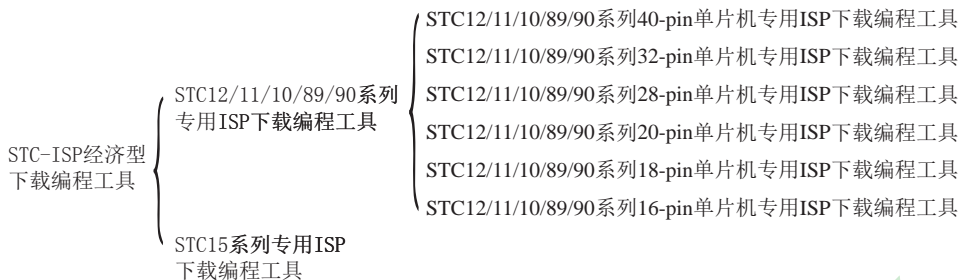 STC-ISP经济型
下载编程工具
STC12/11/10/89/90系列
专用ISP下载编程工具
STC12/11/10/89/90系列40-pin单片机专用ISP下载编程工具
STC12/11/10/89/90系列32-pin单片机专用ISP下载编程工具
STC12/11/10/89/90系列28-pin单片机专用ISP下载编程工具
STC12/11/10/89/90系列20-pin单片机专用ISP下载编程工具
STC12/11/10/89/90系列18-pin单片机专用ISP下载编程工具
STC12/11/10/89/90系列16-pin单片机专用ISP下载编程工具
STC15系列专用ISP
下载编程工具